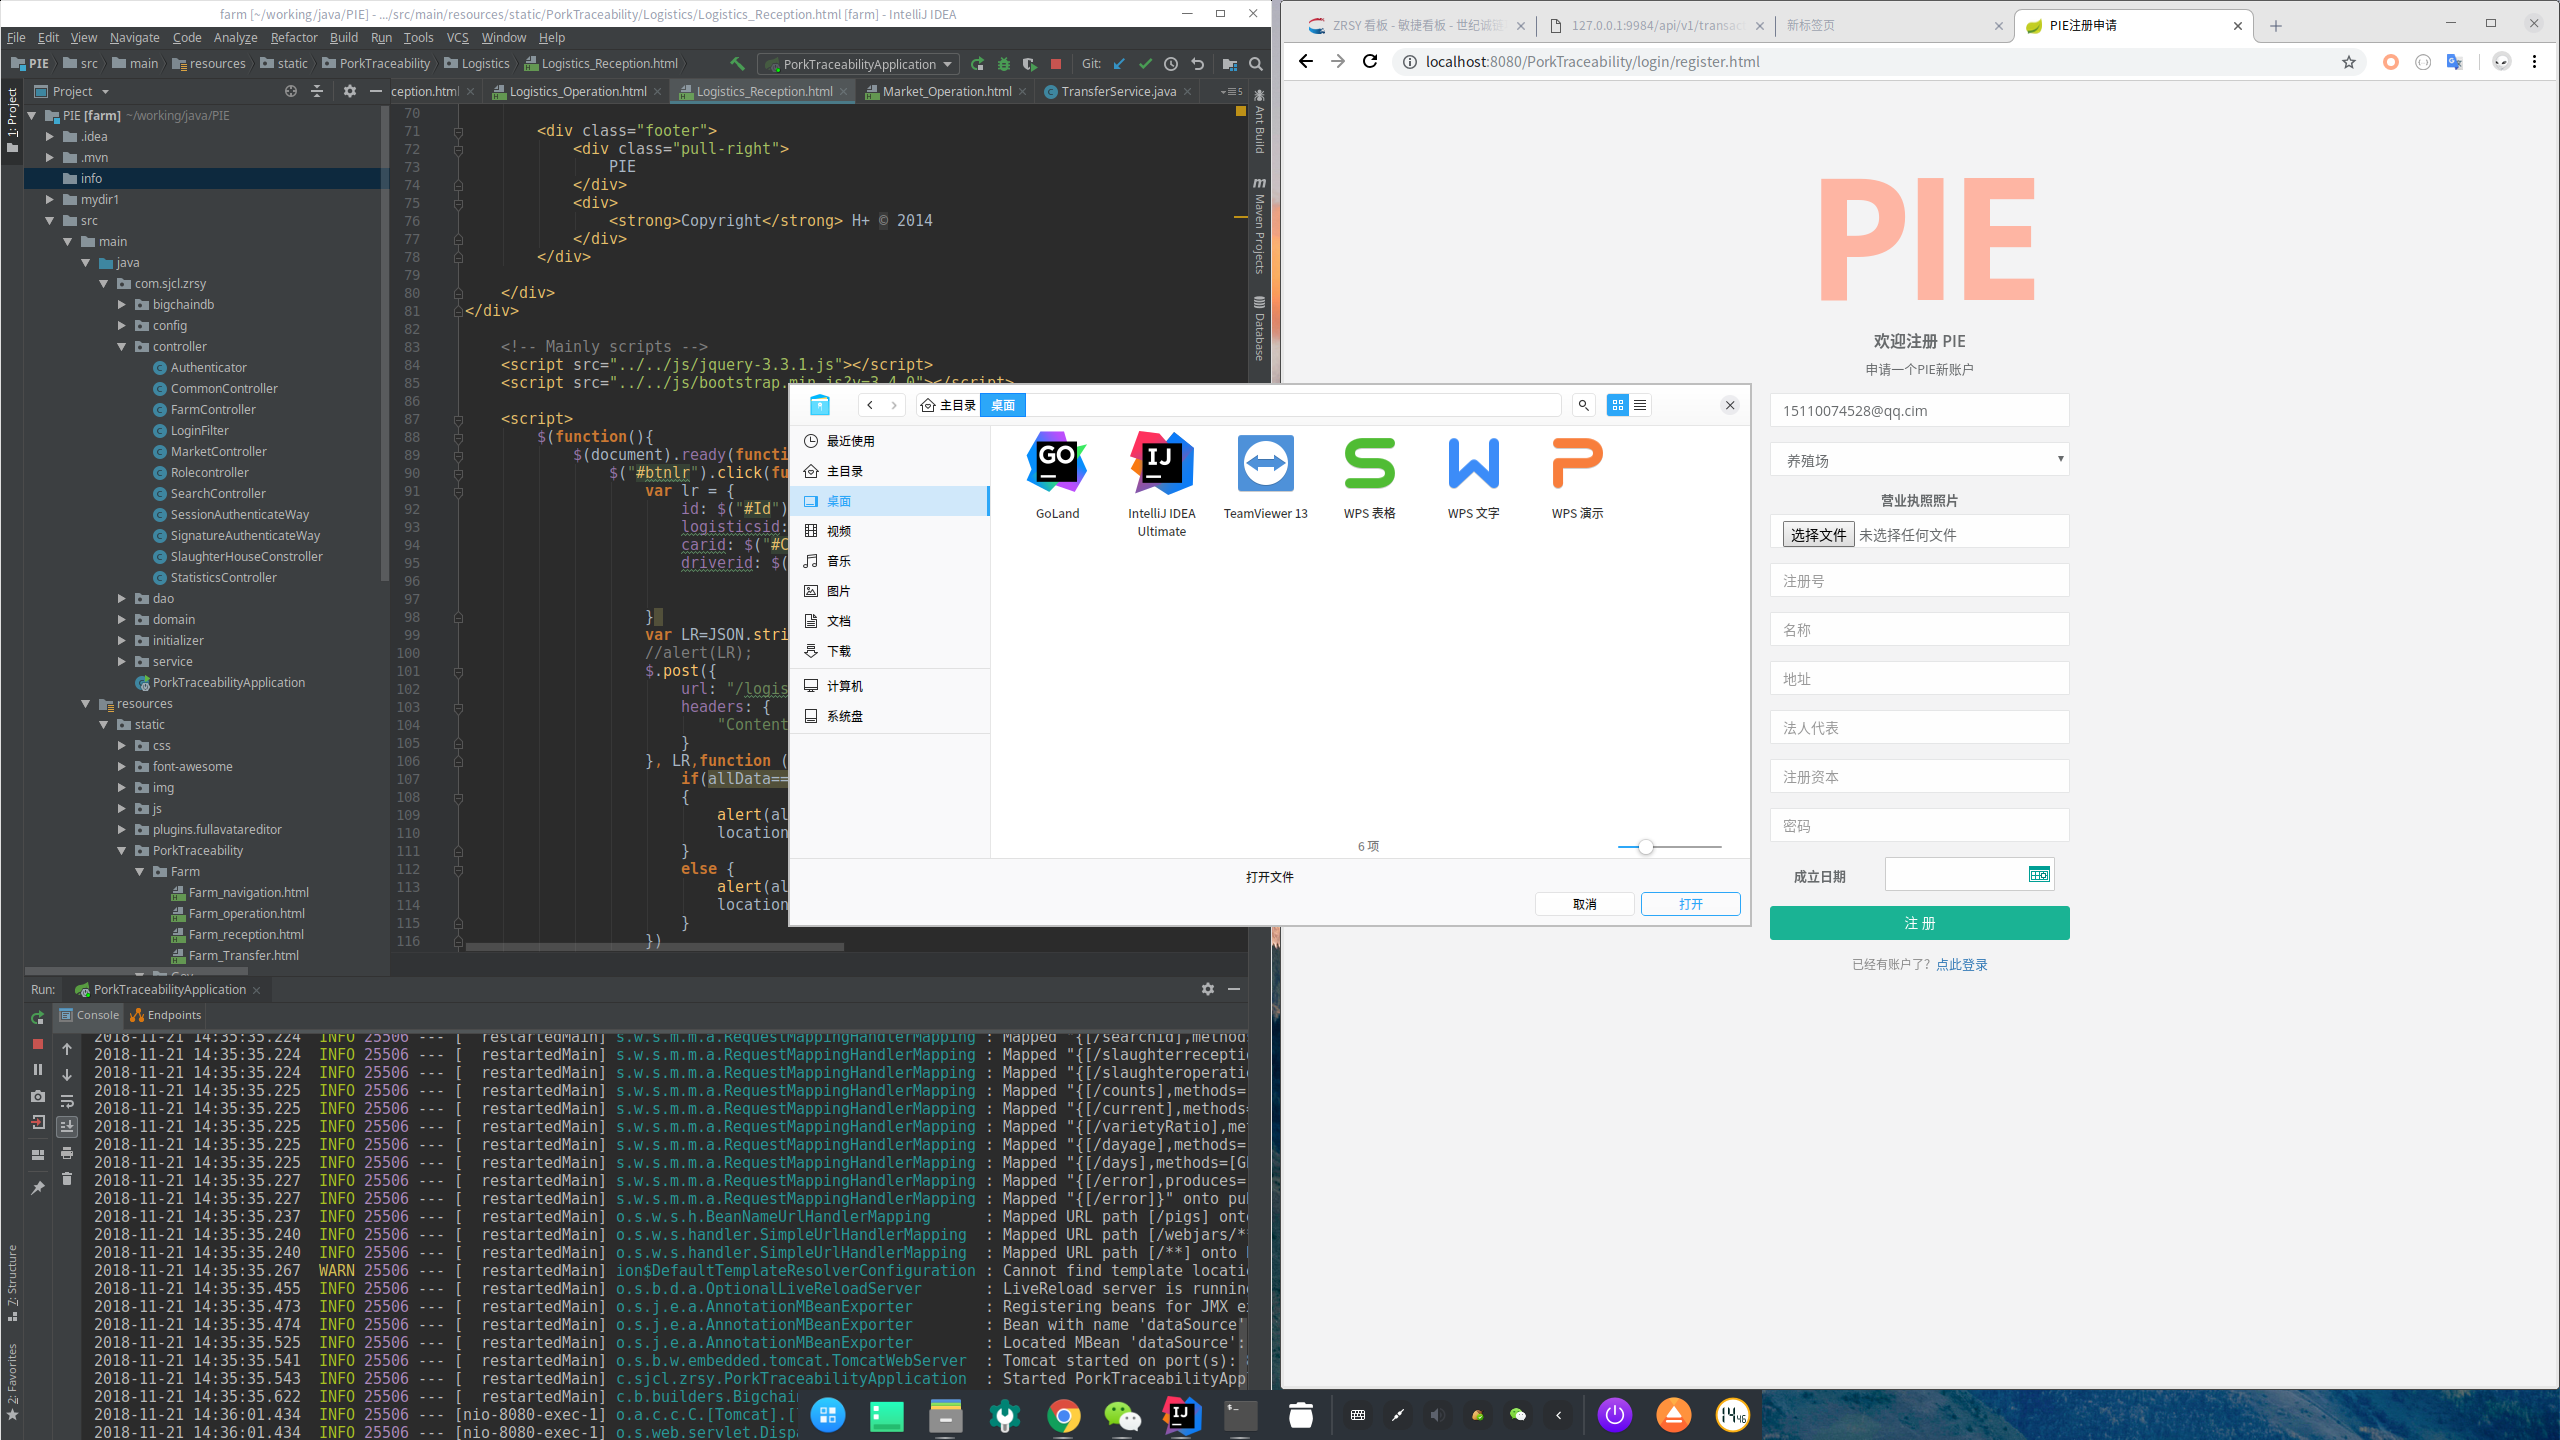 farm [~/working/java/PIE] - .../src/main/resources/static/PorkTraceability/Logistics/Logistics_Reception.html [farm] - IntelliJ IDEA
File Edit View Navigate Code Analyze Refactor Build Run Tools VCS Window Help
PIE src main resources static PorkTraceability Logistics Logistics_Reception.html
PorkTraceabilityApplication Git:
Project
ception.html Logistics_Operation.html Logistics_Reception.html Market_Operation.html TransferService.java
1: Project
PIE [farm] ~/working/java/PIE
.idea
.mvn
info
mydir1
src
main
java
com.sjcl.zrsy
bigchaindb
config
controller
Authenticator
CommonController
FarmController
LoginFilter
MarketController
Rolecontroller
SearchController
SessionAuthenticateWay
SignatureAuthenticateWay
SlaughterHouseConstroller
StatisticsController
dao
domain
initializer
service
PorkTraceabilityApplication
resources
static
css
font-awesome
img
js
plugins.fullavatareditor
PorkTraceability
Farm
Farm_navigation.html
Farm_operation.html
Farm_reception.html
Farm_Transfer.html
70
71 <div class="footer">
72 <div class="pull-right">
73 PIE
74 </div>
75 <div>
76 <strong>Copyright</strong> H+ © 2014
77 </div>
78 </div>
79
80 </div>
81 </div>
82
83 <!-- Mainly scripts -->
84 <script src="../../js/jquery-3.3.1.js"></script>
85 <script src="../../js/bootstrap.min.js?v=3.4.0"></script>
86
87 <script>
88 $(function(){
89 $(document).ready(functi
90 $("#btnlr").click(fu
91 var lr = {
92 id: $("#Id")
93 logisticsid:
94 carid: $("#C
95 driverid: $(
96
97
98 }
99 var LR=JSON.stri
100 //alert(LR);
101 $.post({
102 url: "/logis
103 headers: {
104 "Content
105 }
106 }, LR,function (
107 if(allData==
108 {
109 alert(al
110 location
111 }
112 else {
113 alert(al
114 location
115 }
116 })
Ant Build
Maven Projects
Database
Run: PorkTraceabilityApplication
Console Endpoints
7: Structure
2: Favorites
2018-11-21 14:35:35.224 INFO 25506 --- [ restartedMain] s.w.s.m.m.a.RequestMappingHandlerMapping : Mapped "{[/searchid],method
2018-11-21 14:35:35.224 INFO 25506 --- [ restartedMain] s.w.s.m.m.a.RequestMappingHandlerMapping : Mapped "{[/slaughterrecepti
2018-11-21 14:35:35.224 INFO 25506 --- [ restartedMain] s.w.s.m.m.a.RequestMappingHandlerMapping : Mapped "{[/slaughteroperati
2018-11-21 14:35:35.225 INFO 25506 --- [ restartedMain] s.w.s.m.m.a.RequestMappingHandlerMapping : Mapped "{[/counts],methods=
2018-11-21 14:35:35.225 INFO 25506 --- [ restartedMain] s.w.s.m.m.a.RequestMappingHandlerMapping : Mapped "{[/current],methods=
2018-11-21 14:35:35.225 INFO 25506 --- [ restartedMain] s.w.s.m.m.a.RequestMappingHandlerMapping : Mapped "{[/varietyRatio],me
2018-11-21 14:35:35.225 INFO 25506 --- [ restartedMain] s.w.s.m.m.a.RequestMappingHandlerMapping : Mapped "{[/dayage],methods=
2018-11-21 14:35:35.225 INFO 25506 --- [ restartedMain] s.w.s.m.m.a.RequestMappingHandlerMapping : Mapped "{[/days],methods=[G
2018-11-21 14:35:35.227 INFO 25506 --- [ restartedMain] s.w.s.m.m.a.RequestMappingHandlerMapping : Mapped "{[/error],produces=
2018-11-21 14:35:35.227 INFO 25506 --- [ restartedMain] s.w.s.m.m.a.RequestMappingHandlerMapping : Mapped "{[/error]}" onto pu
2018-11-21 14:35:35.237 INFO 25506 --- [ restartedMain] o.s.w.s.h.BeanNameUrlHandlerMapping : Mapped URL path [/pigs] ont
2018-11-21 14:35:35.240 INFO 25506 --- [ restartedMain] o.s.w.s.handler.SimpleUrlHandlerMapping : Mapped URL path [/webjars/*
2018-11-21 14:35:35.240 INFO 25506 --- [ restartedMain] o.s.w.s.handler.SimpleUrlHandlerMapping : Mapped URL path [/**] onto
2018-11-21 14:35:35.267 WARN 25506 --- [ restartedMain] ion$DefaultTemplateResolverConfiguration : Cannot find template locati
2018-11-21 14:35:35.455 INFO 25506 --- [ restartedMain] o.s.b.d.a.OptionalLiveReloadServer : LiveReload server is runnin
2018-11-21 14:35:35.473 INFO 25506 --- [ restartedMain] o.s.j.e.a.AnnotationMBeanExporter : Registering beans for JMX e
2018-11-21 14:35:35.474 INFO 25506 --- [ restartedMain] o.s.j.e.a.AnnotationMBeanExporter : Bean with name 'dataSource'
2018-11-21 14:35:35.525 INFO 25506 --- [ restartedMain] o.s.j.e.a.AnnotationMBeanExporter : Located MBean 'dataSource':
2018-11-21 14:35:35.541 INFO 25506 --- [ restartedMain] o.s.b.w.embedded.tomcat.TomcatWebServer : Tomcat started on port(s):
2018-11-21 14:35:35.543 INFO 25506 --- [ restartedMain] c.sjcl.zrsy.PorkTraceabilityApplication : Started PorkTraceabilityApp
2018-11-21 14:35:35.622 INFO 25506 --- [ restartedMain] c.b.builders.Bigchai
2018-11-21 14:36:01.434 INFO 25506 --- [nio-8080-exec-1] o.a.c.c.C.[Tomcat].[
2018-11-21 14:36:01.434 INFO 25506 --- [nio-8080-exec-1] o.s.web.servlet.Disp
主目录 桌面
最近使用
主目录
桌面
视频
音乐
图片
文档
下载
计算机
系统盘
GO
GoLand
IJ
IntelliJ IDEA
Ultimate
TeamViewer 13
WPS 表格
WPS 文字
WPS 演示
6 项
打开文件
取消 打开
ZRSY 看板 - 敏捷看板 - 世纪诚链 127.0.0.1:9984/api/v1/transac 新标签页 PIE注册申请
localhost:8080/PorkTraceability/login/register.html
PIE
欢迎注册 PIE
申请一个PIE新账户
15110074528@qq.cim
养殖场
营业执照照片
选择文件 未选择任何文件
注册号
名称
地址
法人代表
注册资本
密码
成立日期
注 册
已经有账户了？点此登录
14 46